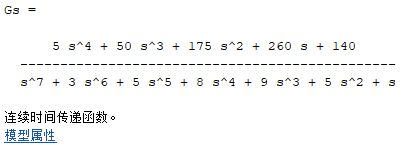 Gs =
5 s^4 + 50 s^3 + 175 s^2 + 260 s + 140
-----------------------------------------------
s^7 + 3 s^6 + 5 s^5 + 8 s^4 + 9 s^3 + 5 s^2 + s
连续时间传递函数。
模型属性